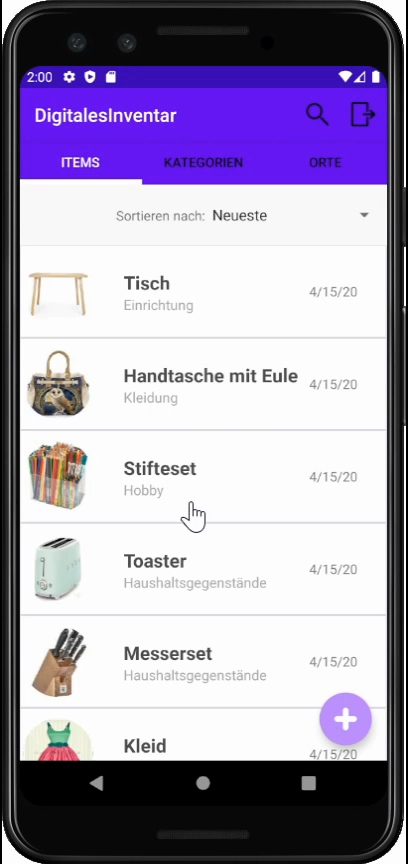 2:00
DigitalesInventar
ITEMS KATEGORIEN ORTE
Sortieren nach: Neueste
Tisch
Einrichtung
4/15/20
Handtasche mit Eule
Kleidung
4/15/20
Stifteset
Hobby
4/15/20
Toaster
Haushaltsgegenstände
4/15/20
Messerset
Haushaltsgegenstände
4/15/20
Kleid
4/15/20